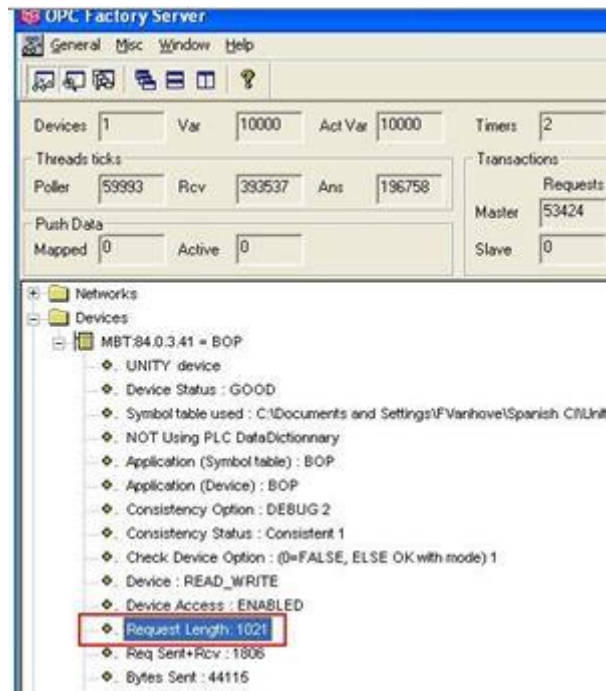 OPC Factory Server
General Misc Window Help
Devices 1 Var 10000 Act Var 10000 Timers 2
Threads ticks Transactions
Requests
Poller 59993 Rcv 393537 Ans 196758
Master 53424
Push Data
Mapped 0 Active 0 Slave 0
Networks
Devices
MBT:84.0.3.41 = BOP
UNITY device
Device Status : GOOD
Symbol table used : C:\Documents and Settings\FVanhove\Spanish CI\Unit
NOT Using PLC DataDictionnary
Application (Symbol table) : BOP
Application (Device) : BOP
Consistency Option : DEBUG 2
Consistency Status : Consistent 1
Check Device Option : (0=FALSE, ELSE OK with mode) 1
Device : READ_WRITE
Device Access : ENABLED
Request Length: 1021
Req Sent+Rcv : 1806
Bytes Sent : 44115